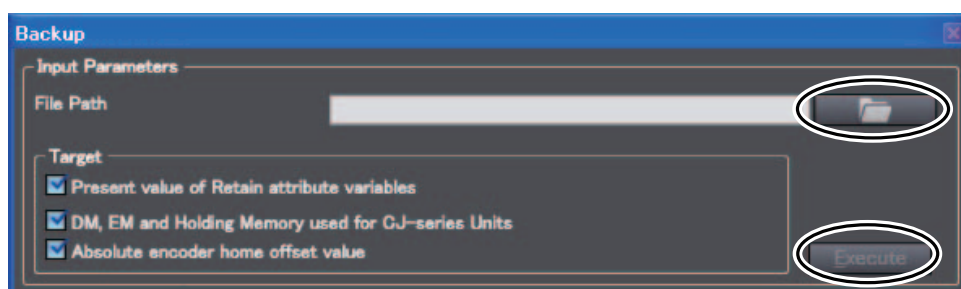 Backup
Input Parameters
File Path
Target
Present value of Retain attribute variables
DM, EM and Holding Memory used for CJ-series Units
Absolute encoder home offset value
Execute